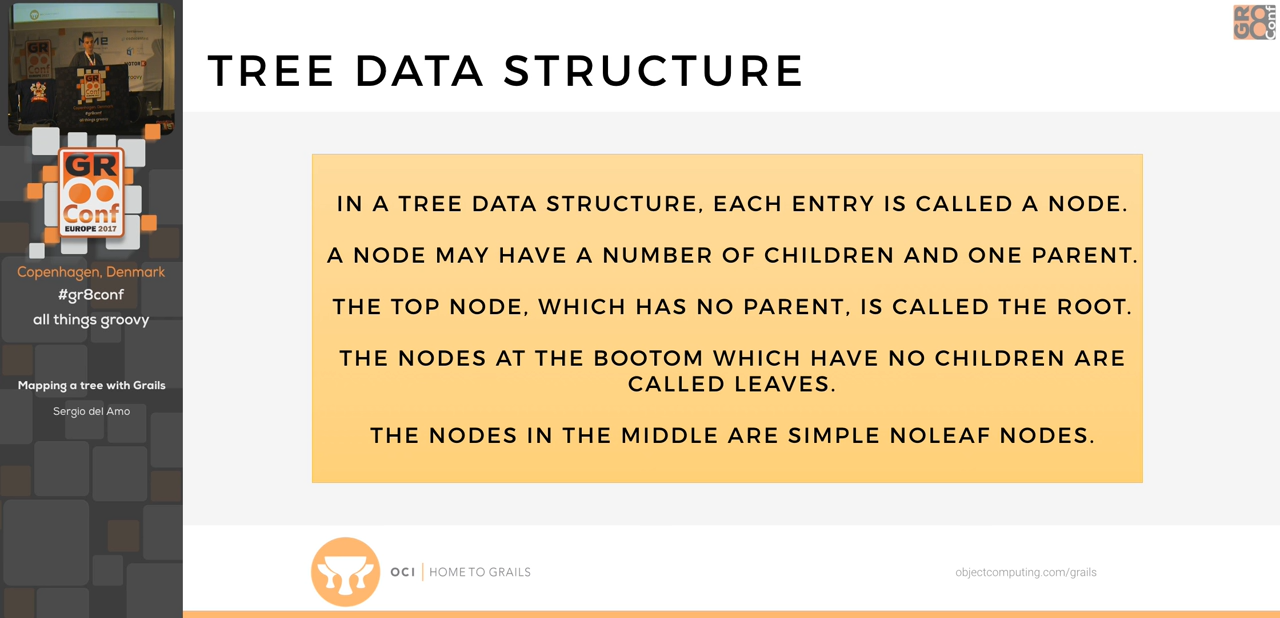 GR
Conf
TREE DATA STRUCTURE
IN A TREE DATA STRUCTURE, EACH ENTRY IS CALLED A NODE.
A NODE MAY HAVE A NUMBER OF CHILDREN AND ONE PARENT.
THE TOP NODE, WHICH HAS NO PARENT, IS CALLED THE ROOT.
THE NODES AT THE BOOTOM WHICH HAVE NO CHILDREN ARE
CALLED LEAVES.
THE NODES IN THE MIDDLE ARE SIMPLE NOLEAF NODES.
GR
Conf
EUROPE 2017
Copenhagen, Denmark
#gr8conf
all things groovy
Mapping a tree with Grails
Sergio del Amo
OCI | HOME TO GRAILS
objectcomputing.com/grails